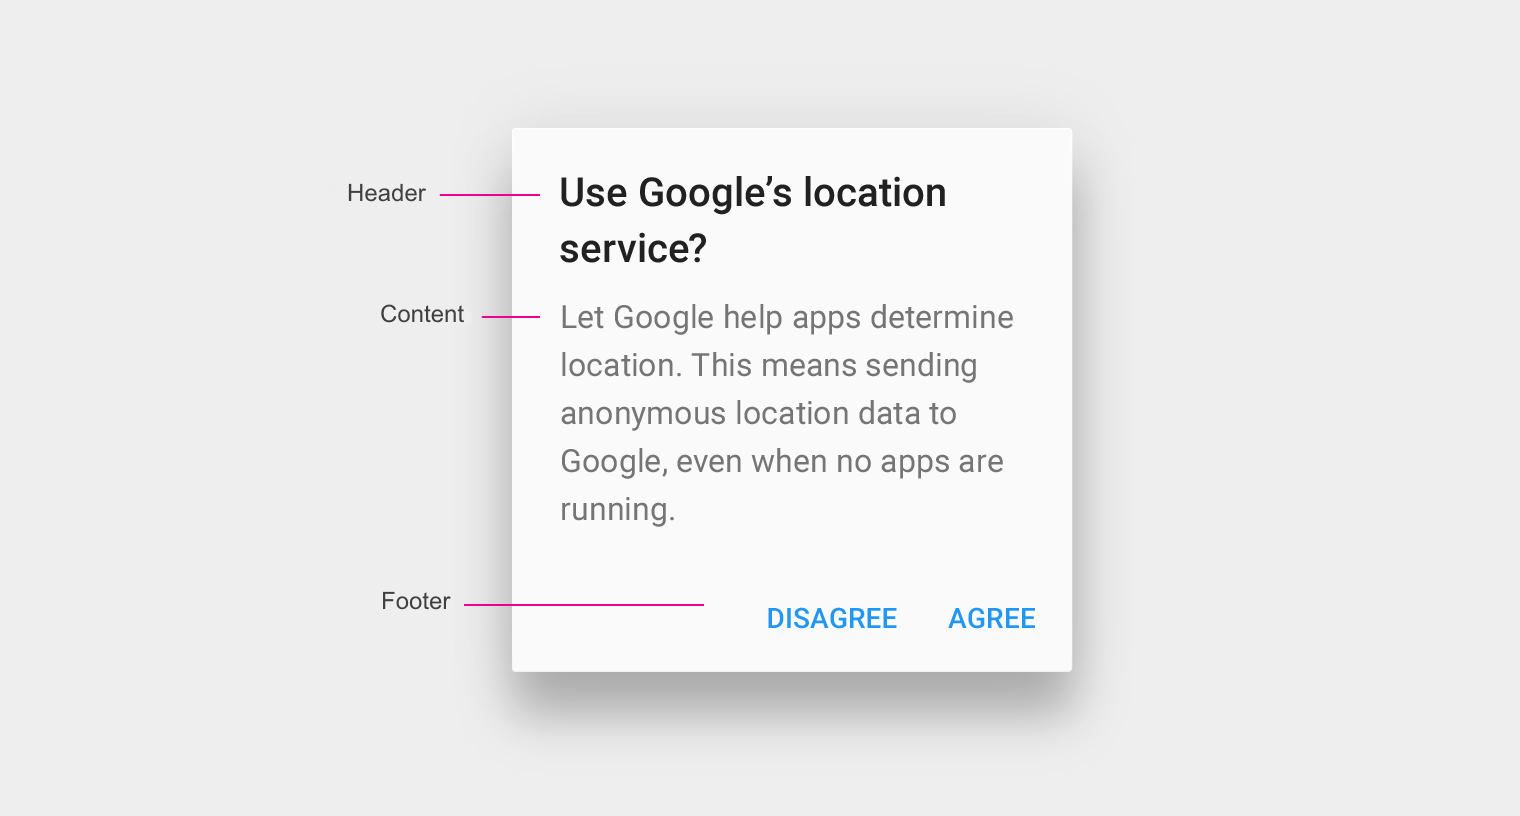 Header
Use Google’s location
service?
Content
Let Google help apps determine
location. This means sending
anonymous location data to
Google, even when no apps are
running.
Footer
DISAGREE AGREE